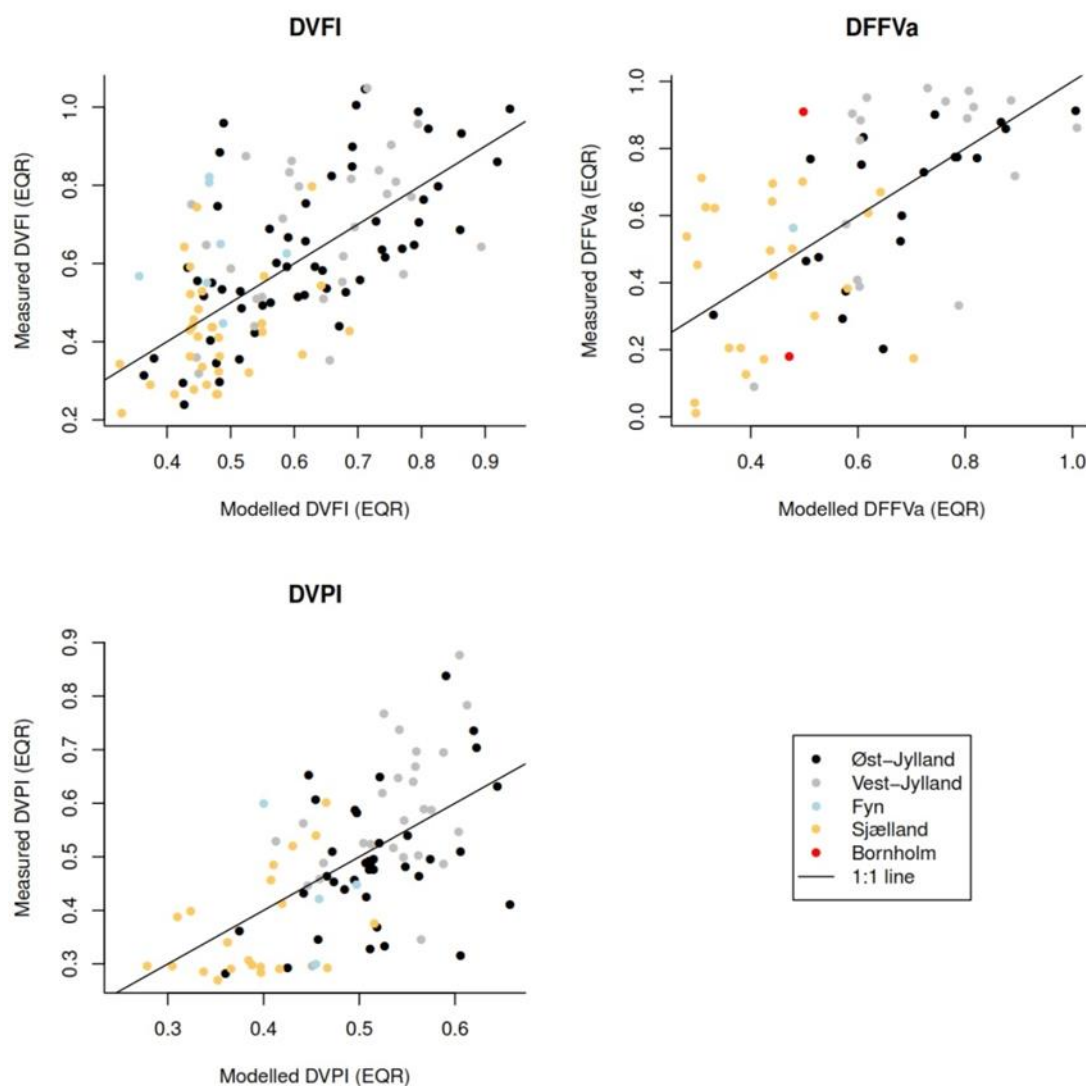 DVFI
Measured DVFI (EQR)
1.0
0.8
0.6
0.4
0.2
0.4 0.5 0.6 0.7 0.8 0.9
Modelled DVFI (EQR)
DFFVa
Measured DFFVa (EQR)
1.0
0.8
0.6
0.4
0.2
0.0
0.4 0.6 0.8 1.0
Modelled DFFVa (EQR)
DVPI
Measured DVPI (EQR)
0.9
0.8
0.7
0.6
0.5
0.4
0.3
0.3 0.4 0.5 0.6
Modelled DVPI (EQR)
Øst-Jylland
Vest-Jylland
Fyn
Sjælland
Bornholm
1:1 line